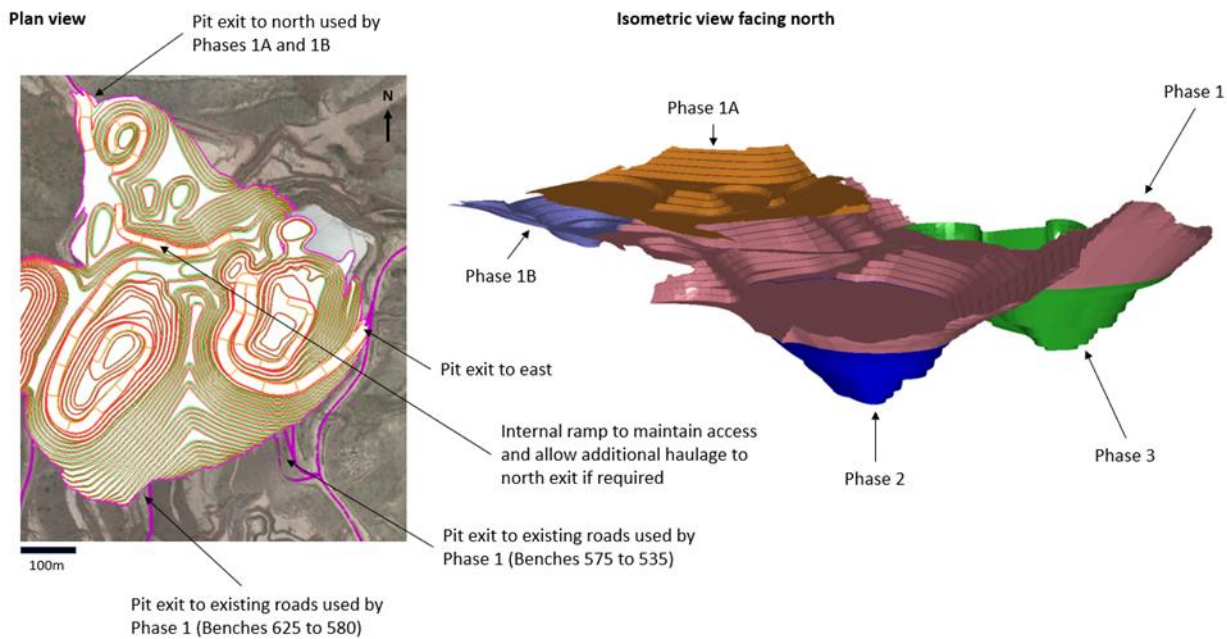 Plan view
Pit exit to north used by
Phases 1A and 1B
N
Pit exit to east
Internal ramp to maintain access
and allow additional haulage to
north exit if required
Pit exit to existing roads used by
Phase 1 (Benches 575 to 535)
100m
Pit exit to existing roads used by
Phase 1 (Benches 625 to 580)
Isometric view facing north
Phase 1A
Phase 1
Phase 1B
Phase 2
Phase 3